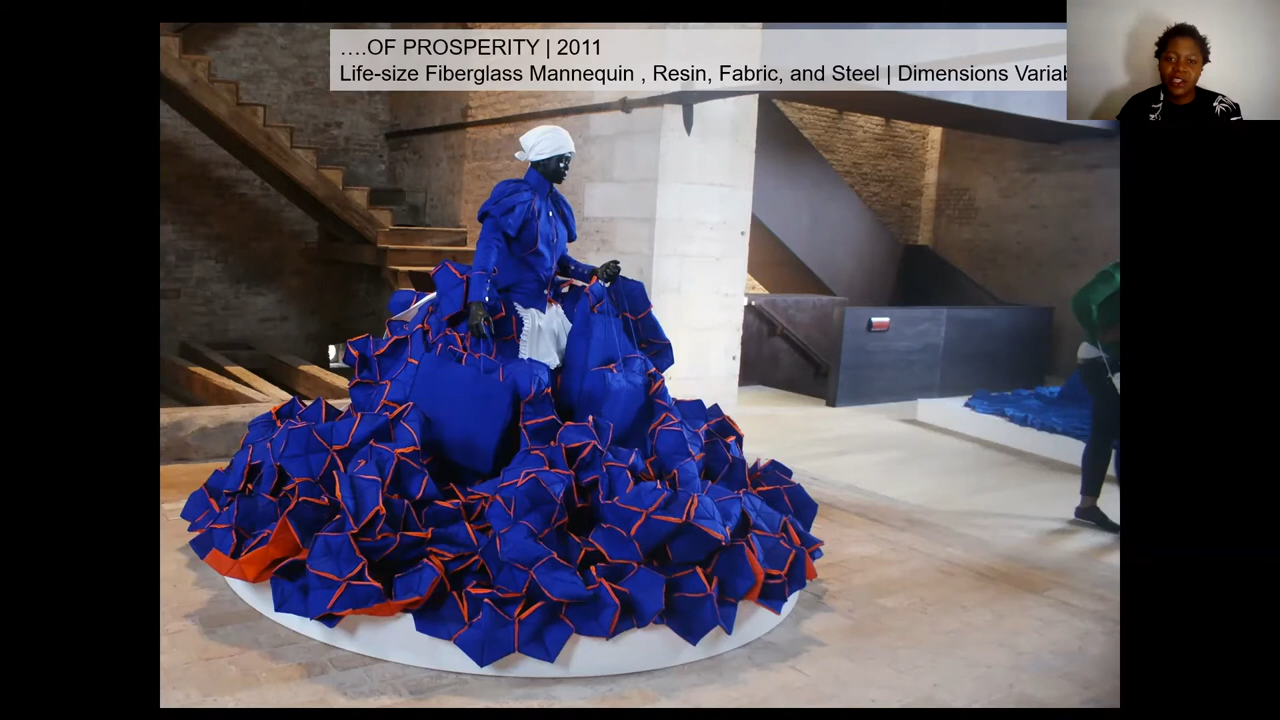 ….OF PROSPERITY | 2011
Life-size Fiberglass Mannequin , Resin, Fabric, and Steel | Dimensions